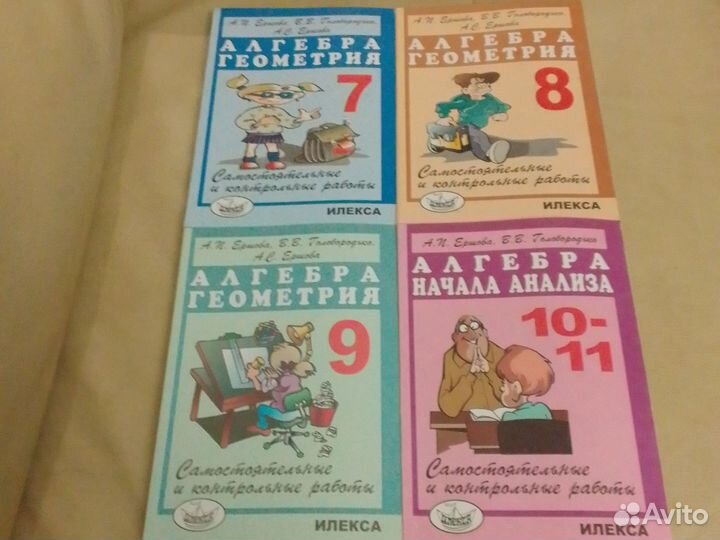 А.П. Ершова, В.В. Голобородько,
А.С. Ершова
АЛГЕБРА
ГЕОМЕТРИЯ
7
Самостоятельные
и контрольные работы
ИЛЕКСА
А.П. Ершова, В.В. Голобородько,
А.С. Ершова
АЛГЕБРА
ГЕОМЕТРИЯ
8
Самостоятельные
и контрольные работы
ИЛЕКСА
А.П. Ершова, В.В. Голобородько,
А.С. Ершова
АЛГЕБРА
ГЕОМЕТРИЯ
9
Самостоятельные
и контрольные работы
ИЛЕКСА
А.П. Ершова, В.В. Голобородько
АЛГЕБРА
НАЧАЛА АНАЛИЗА
10-
11
Самостоятельные
и контрольные работы
ИЛЕКСА
Avito